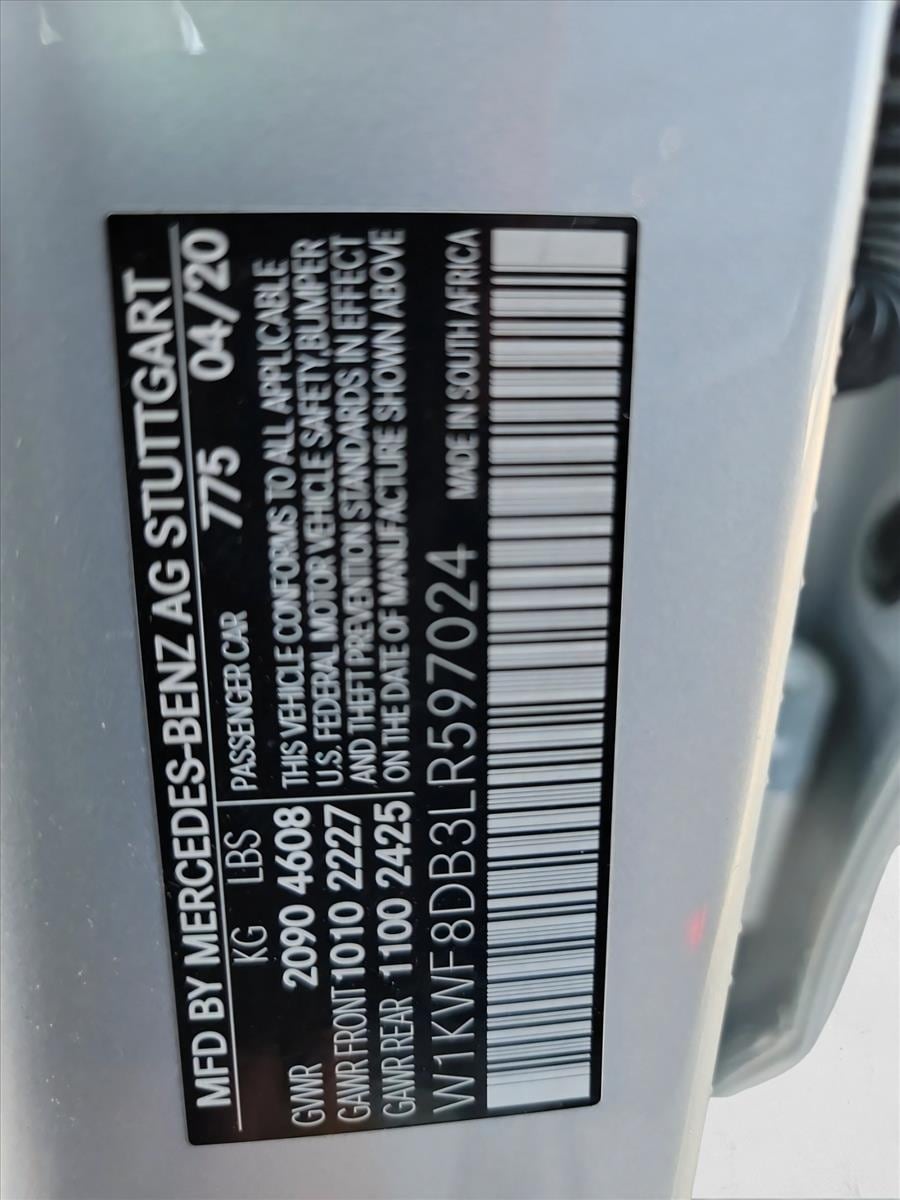 MFD BY MERCEDES-BENZ AG STUTTGART
KG LBS 775 04/20
PASSENGER CAR
GWR 2090 4608
GAWR FRONT 1010 2227
GAWR REAR 1100 2425
THIS VEHICLE CONFORMS TO ALL APPLICABLE
U.S. FEDERAL MOTOR VEHICLE SAFETY, BUMPER
AND THEFT PREVENTION STANDARDS IN EFFECT
ON THE DATE OF MANUFACTURE SHOWN ABOVE
W1KWF8DB3LR597024 MADE IN SOUTH AFRICA